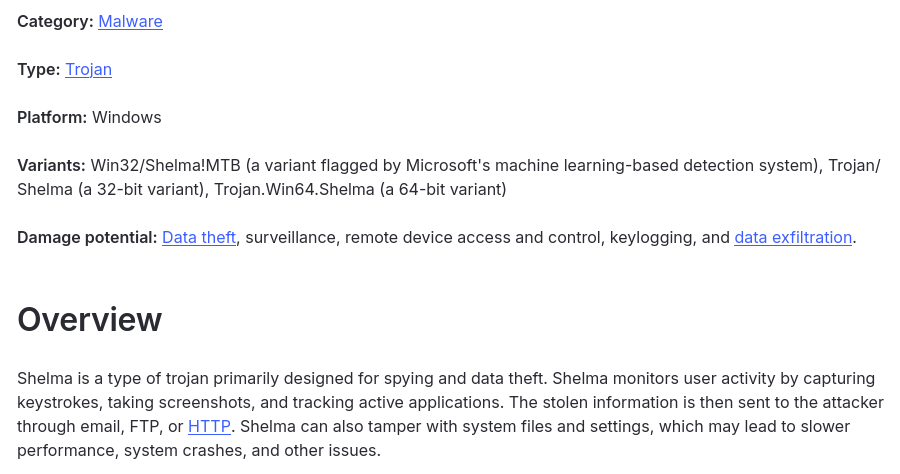 Category: Malware
Type: Trojan
Platform: Windows
Variants: Win32/Shelma!MTB (a variant flagged by Microsoft's machine learning-based detection system), Trojan/
Shelma (a 32-bit variant), Trojan.Win64.Shelma (a 64-bit variant)
Damage potential: Data theft, surveillance, remote device access and control, keylogging, and data exfiltration.
Overview
Shelma is a type of trojan primarily designed for spying and data theft. Shelma monitors user activity by capturing
keystrokes, taking screenshots, and tracking active applications. The stolen information is then sent to the attacker
through email, FTP, or HTTP. Shelma can also tamper with system files and settings, which may lead to slower
performance, system crashes, and other issues.